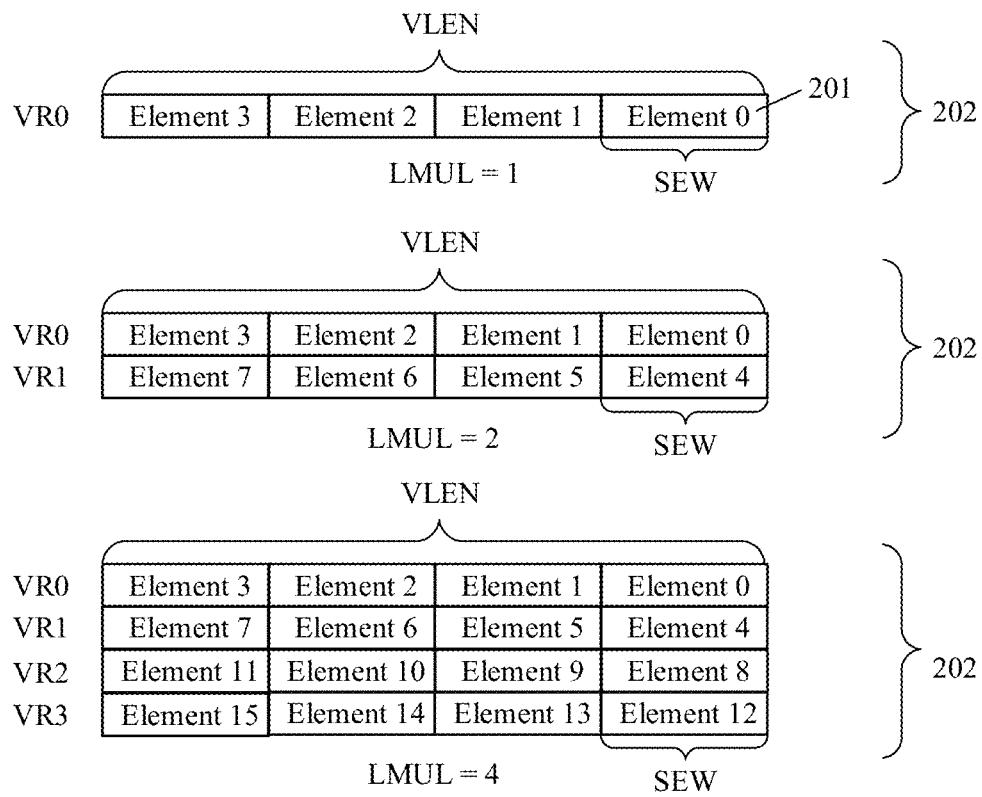 VLEN
201
VR0 Element 3 Element 2 Element 1 Element 0
202
LMUL = 1
SEW
VLEN
VR0 Element 3 Element 2 Element 1 Element 0
202
VR1 Element 7 Element 6 Element 5 Element 4
LMUL = 2
SEW
VLEN
VR0 Element 3 Element 2 Element 1 Element 0
VR1 Element 7 Element 6 Element 5 Element 4
VR2 Element 11 Element 10 Element 9 Element 8
202
VR3 Element 15 Element 14 Element 13 Element 12
LMUL = 4
SEW